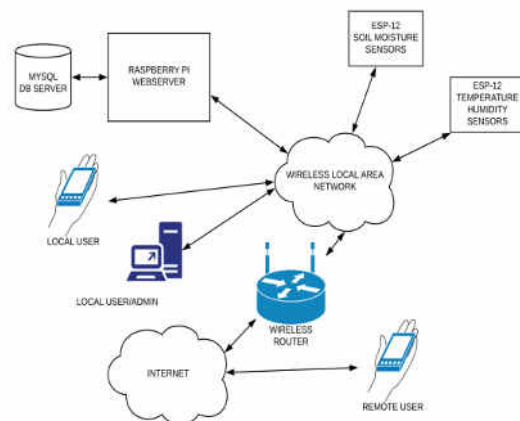 ESP-12
SOIL MOISTURE
SENSORS
RASPBERRY PI
WEBSERVER
MYSQL
DB SERVER
ESP-12
TEMPERATURE
HUMIDITY
SENSORS
WIRELESS LOCAL AREA
NETWORK
LOCAL USER
LOCAL USER/ADMIN
WIRELESS
ROUTER
INTERNET
REMOTE USER